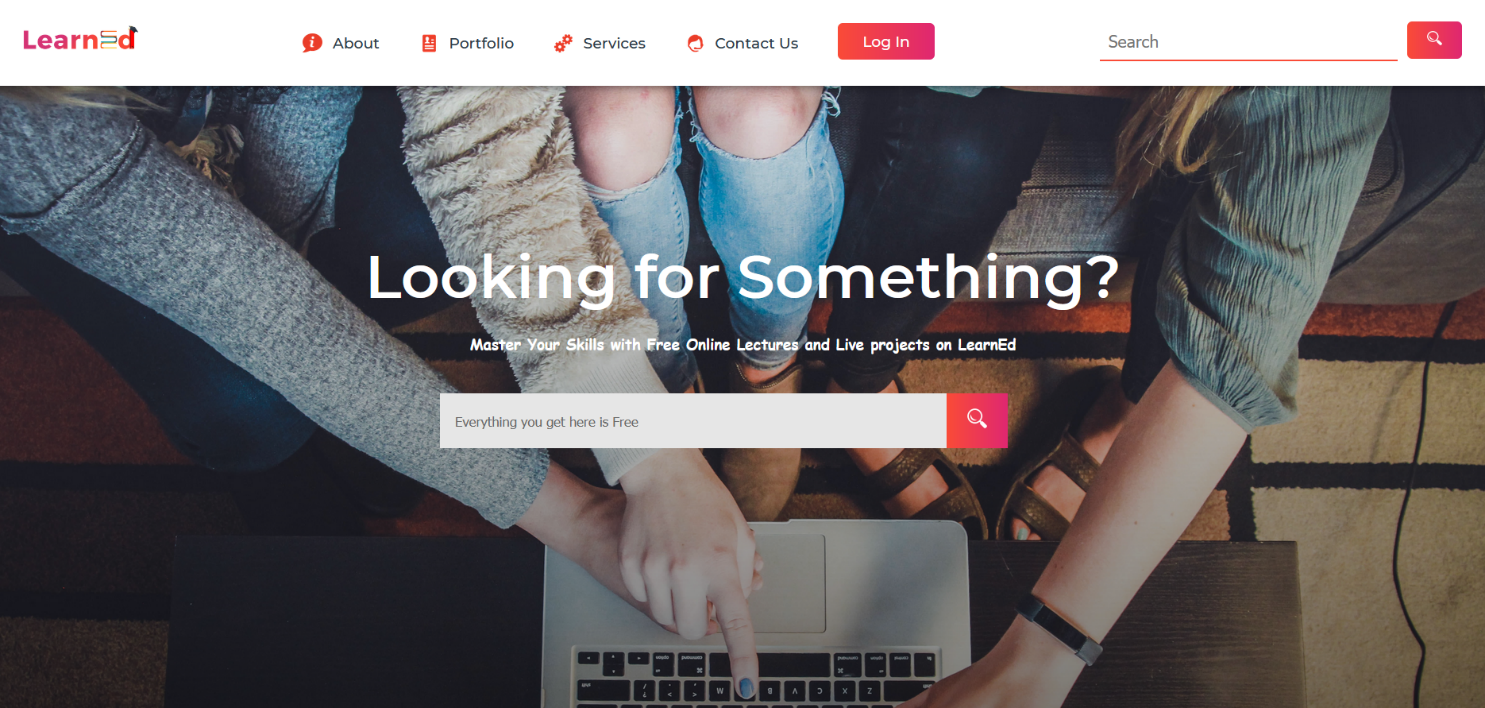 LearnEd
About
Portfolio
Services
Contact Us
Log In
Search
Looking for Something?
Master Your Skills with Free Online Lectures and Live projects on LearnEd
Everything you get here is Free